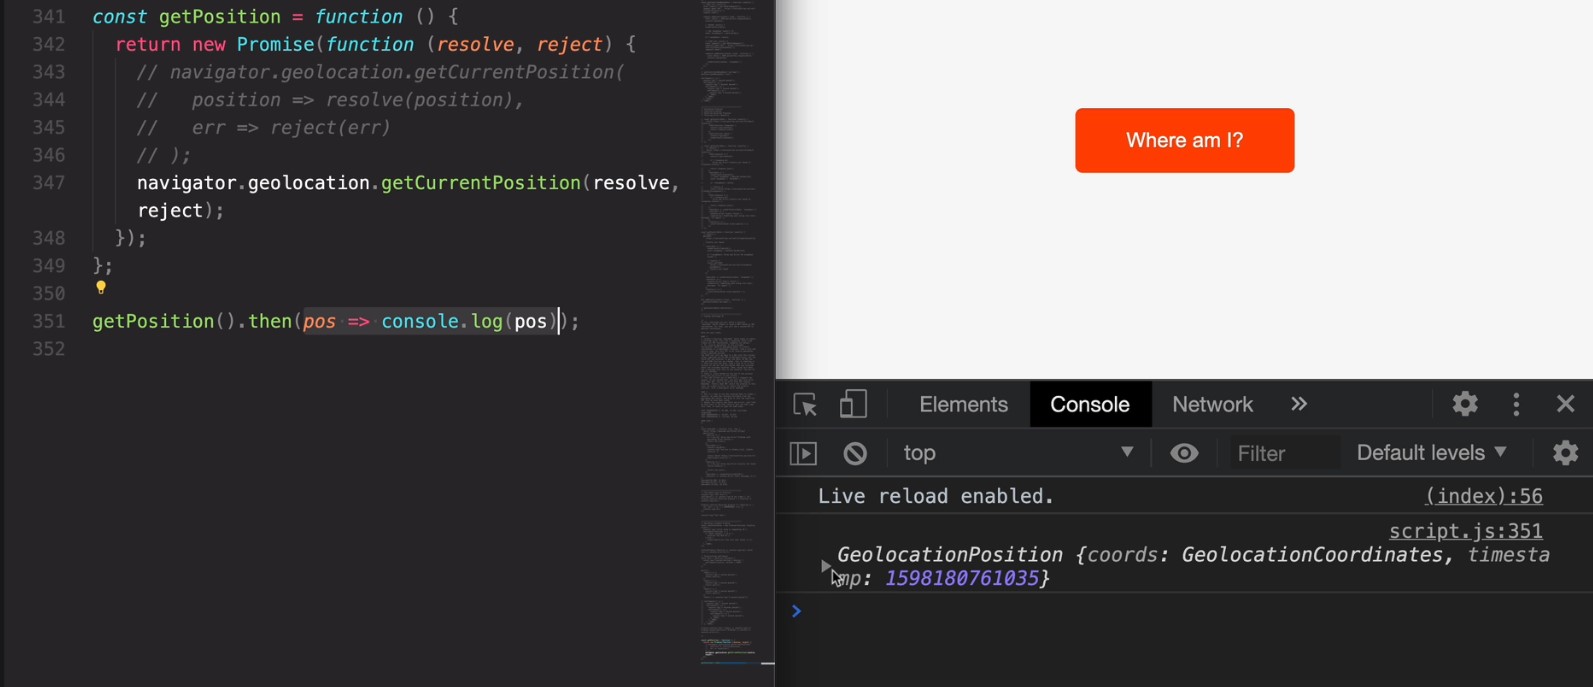 341 const getPosition = function () {
342 return new Promise(function (resolve, reject) {
343 // navigator.geolocation.getCurrentPosition(
344 //   position => resolve(position),
345 //   err => reject(err)
346 // );
347 navigator.geolocation.getCurrentPosition(resolve,
reject);
348 });
349 };
350
351 getPosition().then(pos => console.log(pos));
352
Where am I?
Elements Console Network »
top Filter Default levels
Live reload enabled. (index):56
script.js:351
GeolocationPosition {coords: GeolocationCoordinates, timesta
mp: 1598180761035}